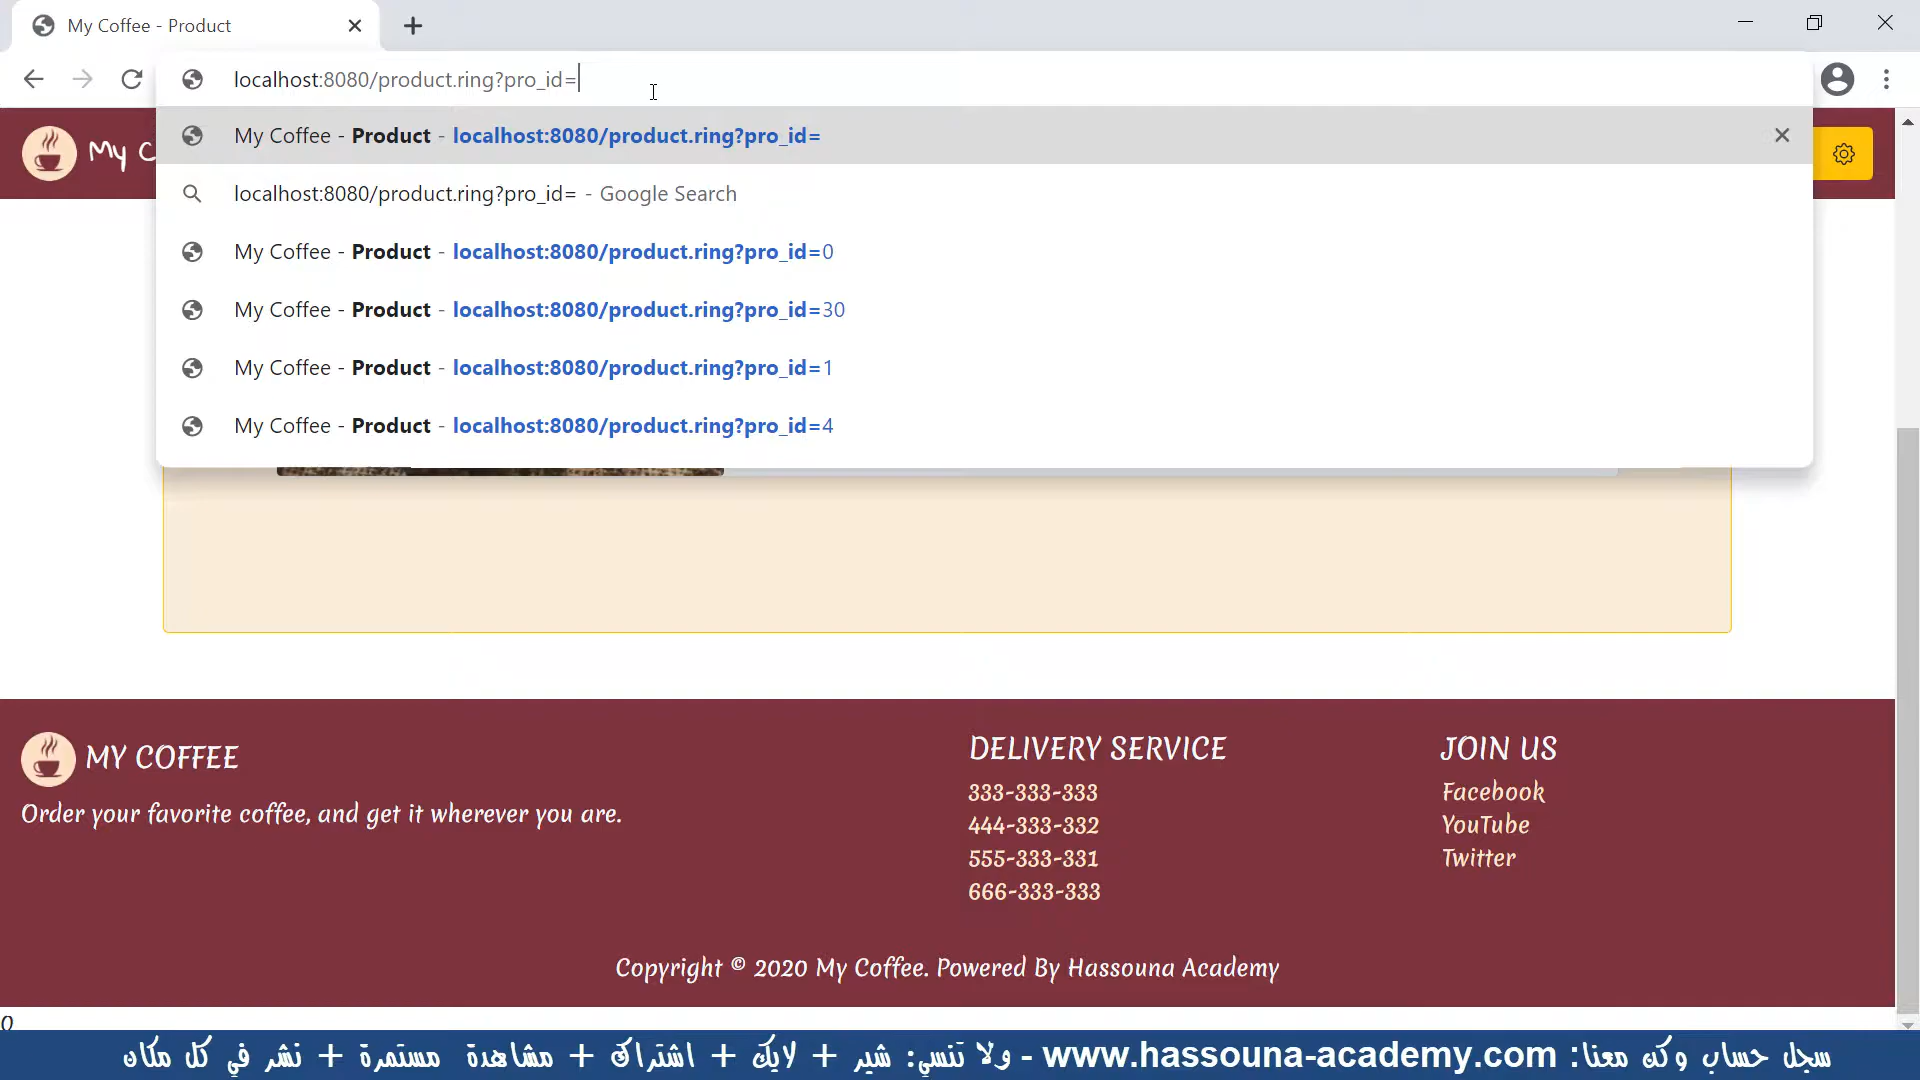 My Coffee - Product
localhost:8080/product.ring?pro_id=
My Coffee - Product - localhost:8080/product.ring?pro_id=
localhost:8080/product.ring?pro_id= - Google Search
My Coffee - Product - localhost:8080/product.ring?pro_id=0
My Coffee - Product - localhost:8080/product.ring?pro_id=30
My Coffee - Product - localhost:8080/product.ring?pro_id=1
My Coffee - Product - localhost:8080/product.ring?pro_id=4
My C
MY COFFEE
Order your favorite coffee, and get it wherever you are.
DELIVERY SERVICE
333-333-333
444-333-332
555-333-331
666-333-333
JOIN US
Facebook
YouTube
Twitter
Copyright © 2020 My Coffee. Powered By Hassouna Academy
0
سجل حساب وكن معنا: www.hassouna-academy.com - ولا تنسي: شير + لايك + اشتراك + مشاهدة مستمرة + نشر في كل مكان